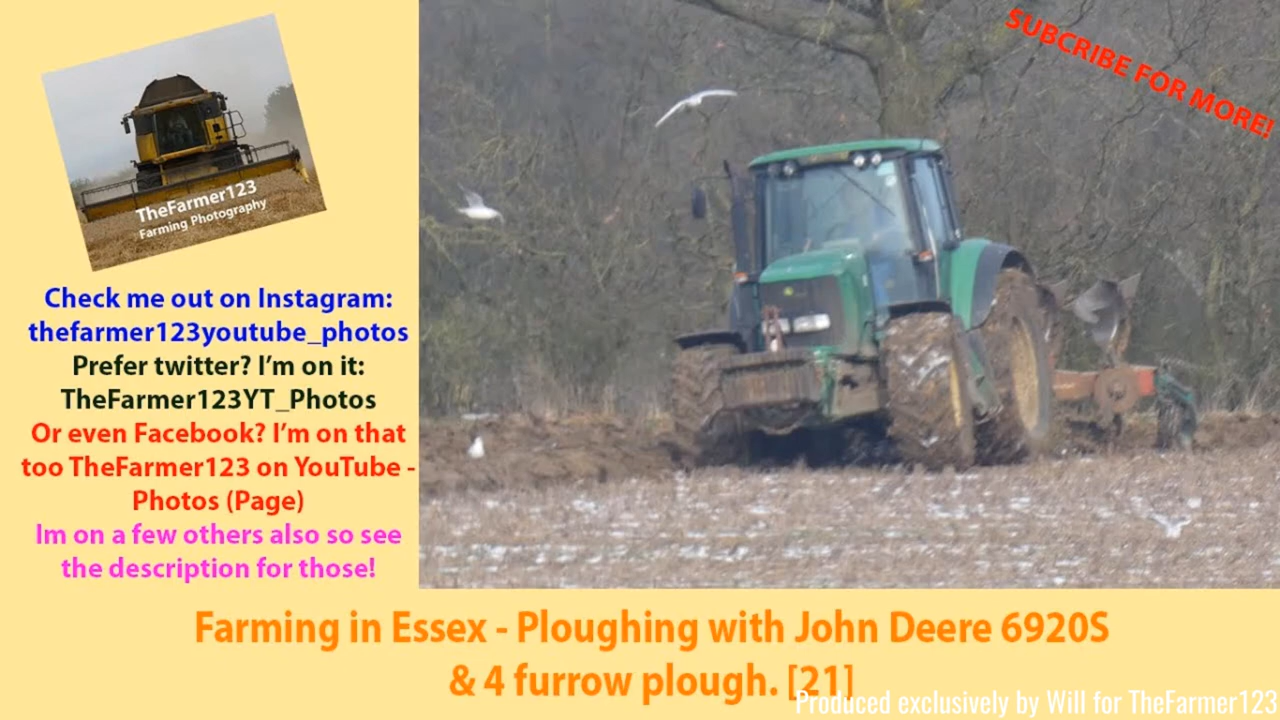 SUBCRIBE FOR MORE!
TheFarmer123
Farming Photography
Check me out on Instagram:
thefarmer123youtube_photos
Prefer twitter? I'm on it:
TheFarmer123YT_Photos
Or even Facebook? I'm on that
too TheFarmer123 on YouTube -
Photos (Page)
Im on a few others also so see
the description for those!
Farming in Essex - Ploughing with John Deere 6920S
& 4 furrow plough. [21]
Produced exclusively by Will for TheFarmer123